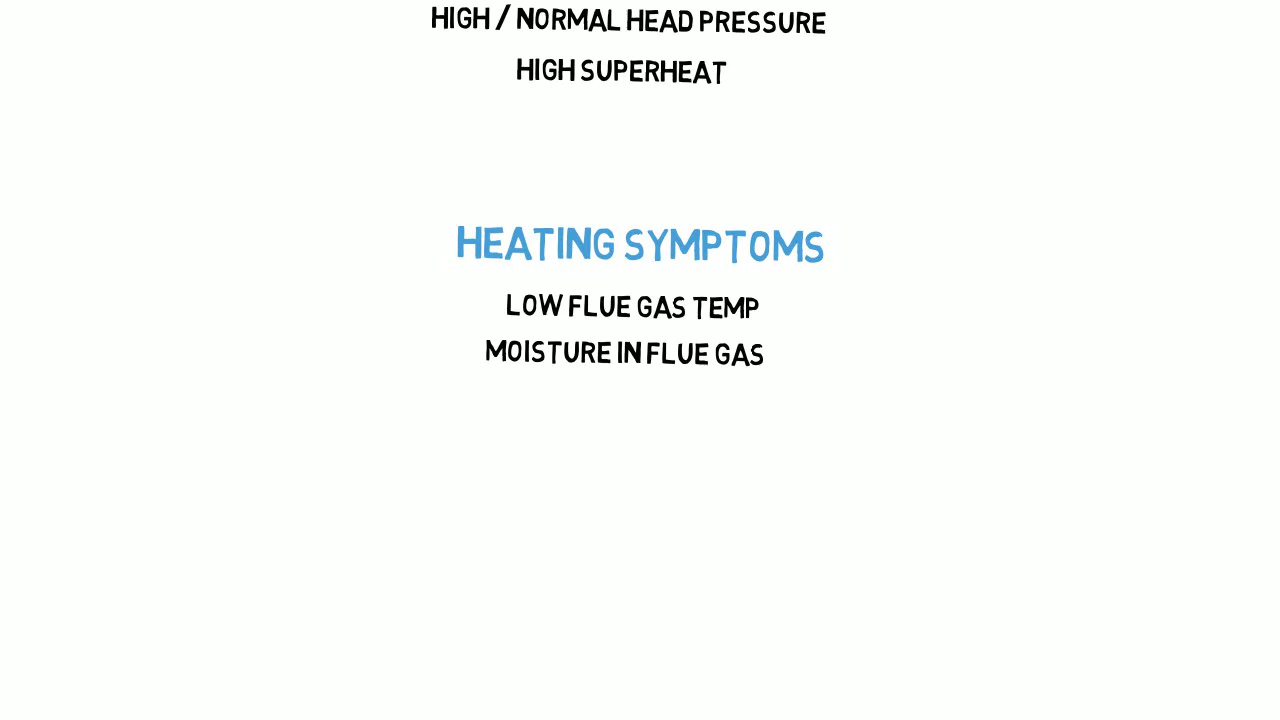 HIGH / NORMAL HEAD PRESSURE
HIGH SUPERHEAT
HEATING SYMPTOMS
LOW FLUE GAS TEMP
MOISTURE IN FLUE GAS